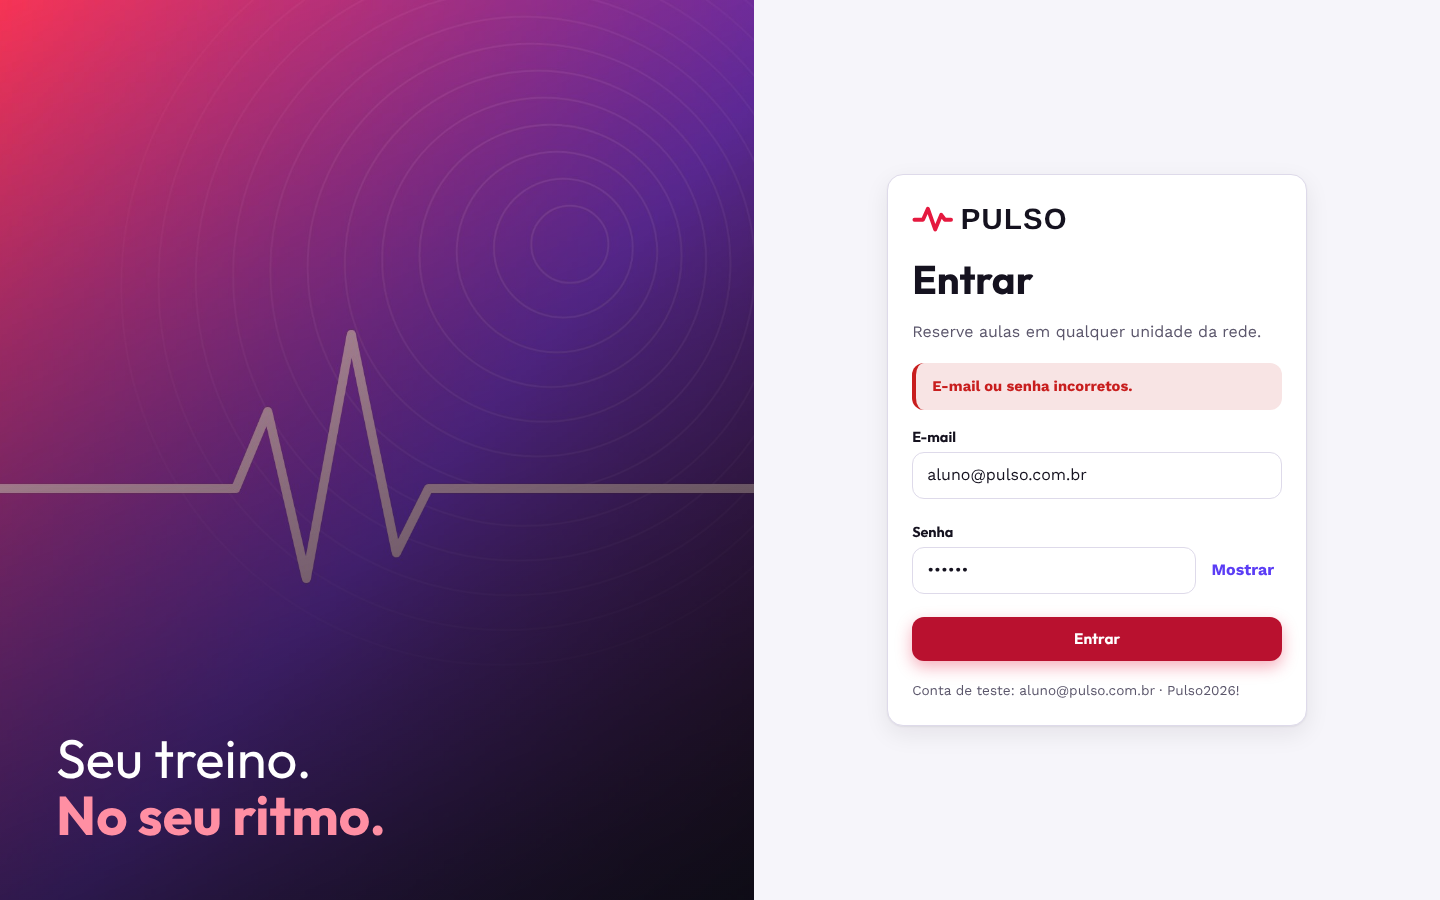 Seu treino.
No seu ritmo.
PULSO
Entrar
Reserve aulas em qualquer unidade da rede.
E-mail ou senha incorretos.
E-mail
aluno@pulso.com.br
Senha
••••••
Mostrar
Entrar
Conta de teste: aluno@pulso.com.br · Pulso2026!